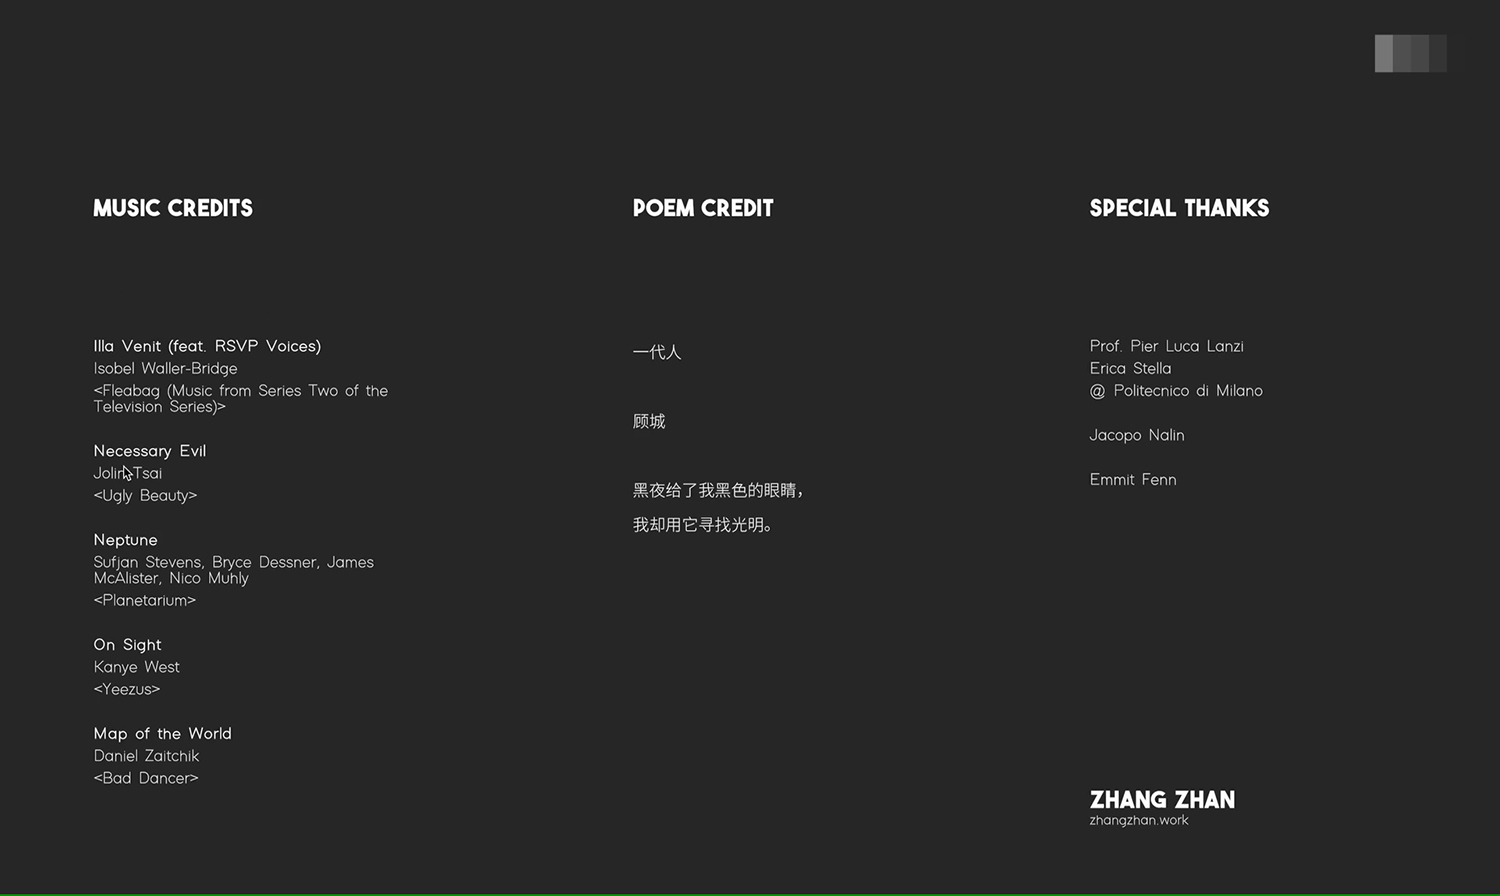 MUSIC CREDITS
Illa Venit (feat. RSVP Voices)
Isobel Waller-Bridge
<Fleabag (Music from Series Two of the
Television Series)>
Necessary Evil
Jolin Tsai
<Ugly Beauty>
Neptune
Sufjan Stevens, Bryce Dessner, James
McAlister, Nico Muhly
<Planetarium>
On Sight
Kanye West
<Yeezus>
Map of the World
Daniel Zaitchik
<Bad Dancer>
POEM CREDIT
一代人
顾城
黑夜给了我黑色的眼睛，
我却用它寻找光明。
SPECIAL THANKS
Prof. Pier Luca Lanzi
Erica Stella
@ Politecnico di Milano
Jacopo Nalin
Emmit Fenn
ZHANG ZHAN
zhangzhan.work